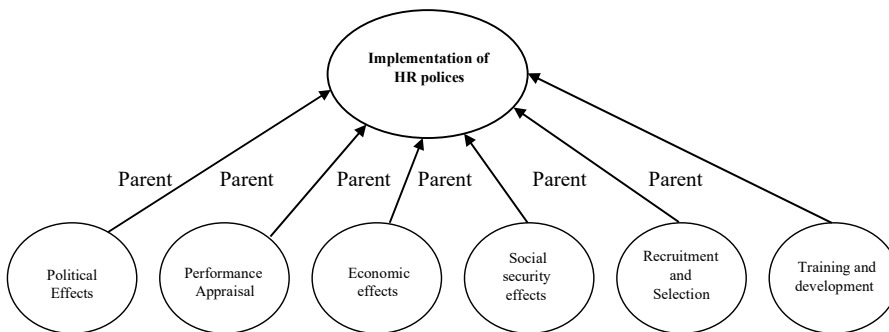 Implementation of
HR polices
Parent Parent Parent Parent Parent Parent
Political
Effects
Performance
Appraisal
Economic
effects
Social
security
effects
Recruitment
and
Selection
Training and
development